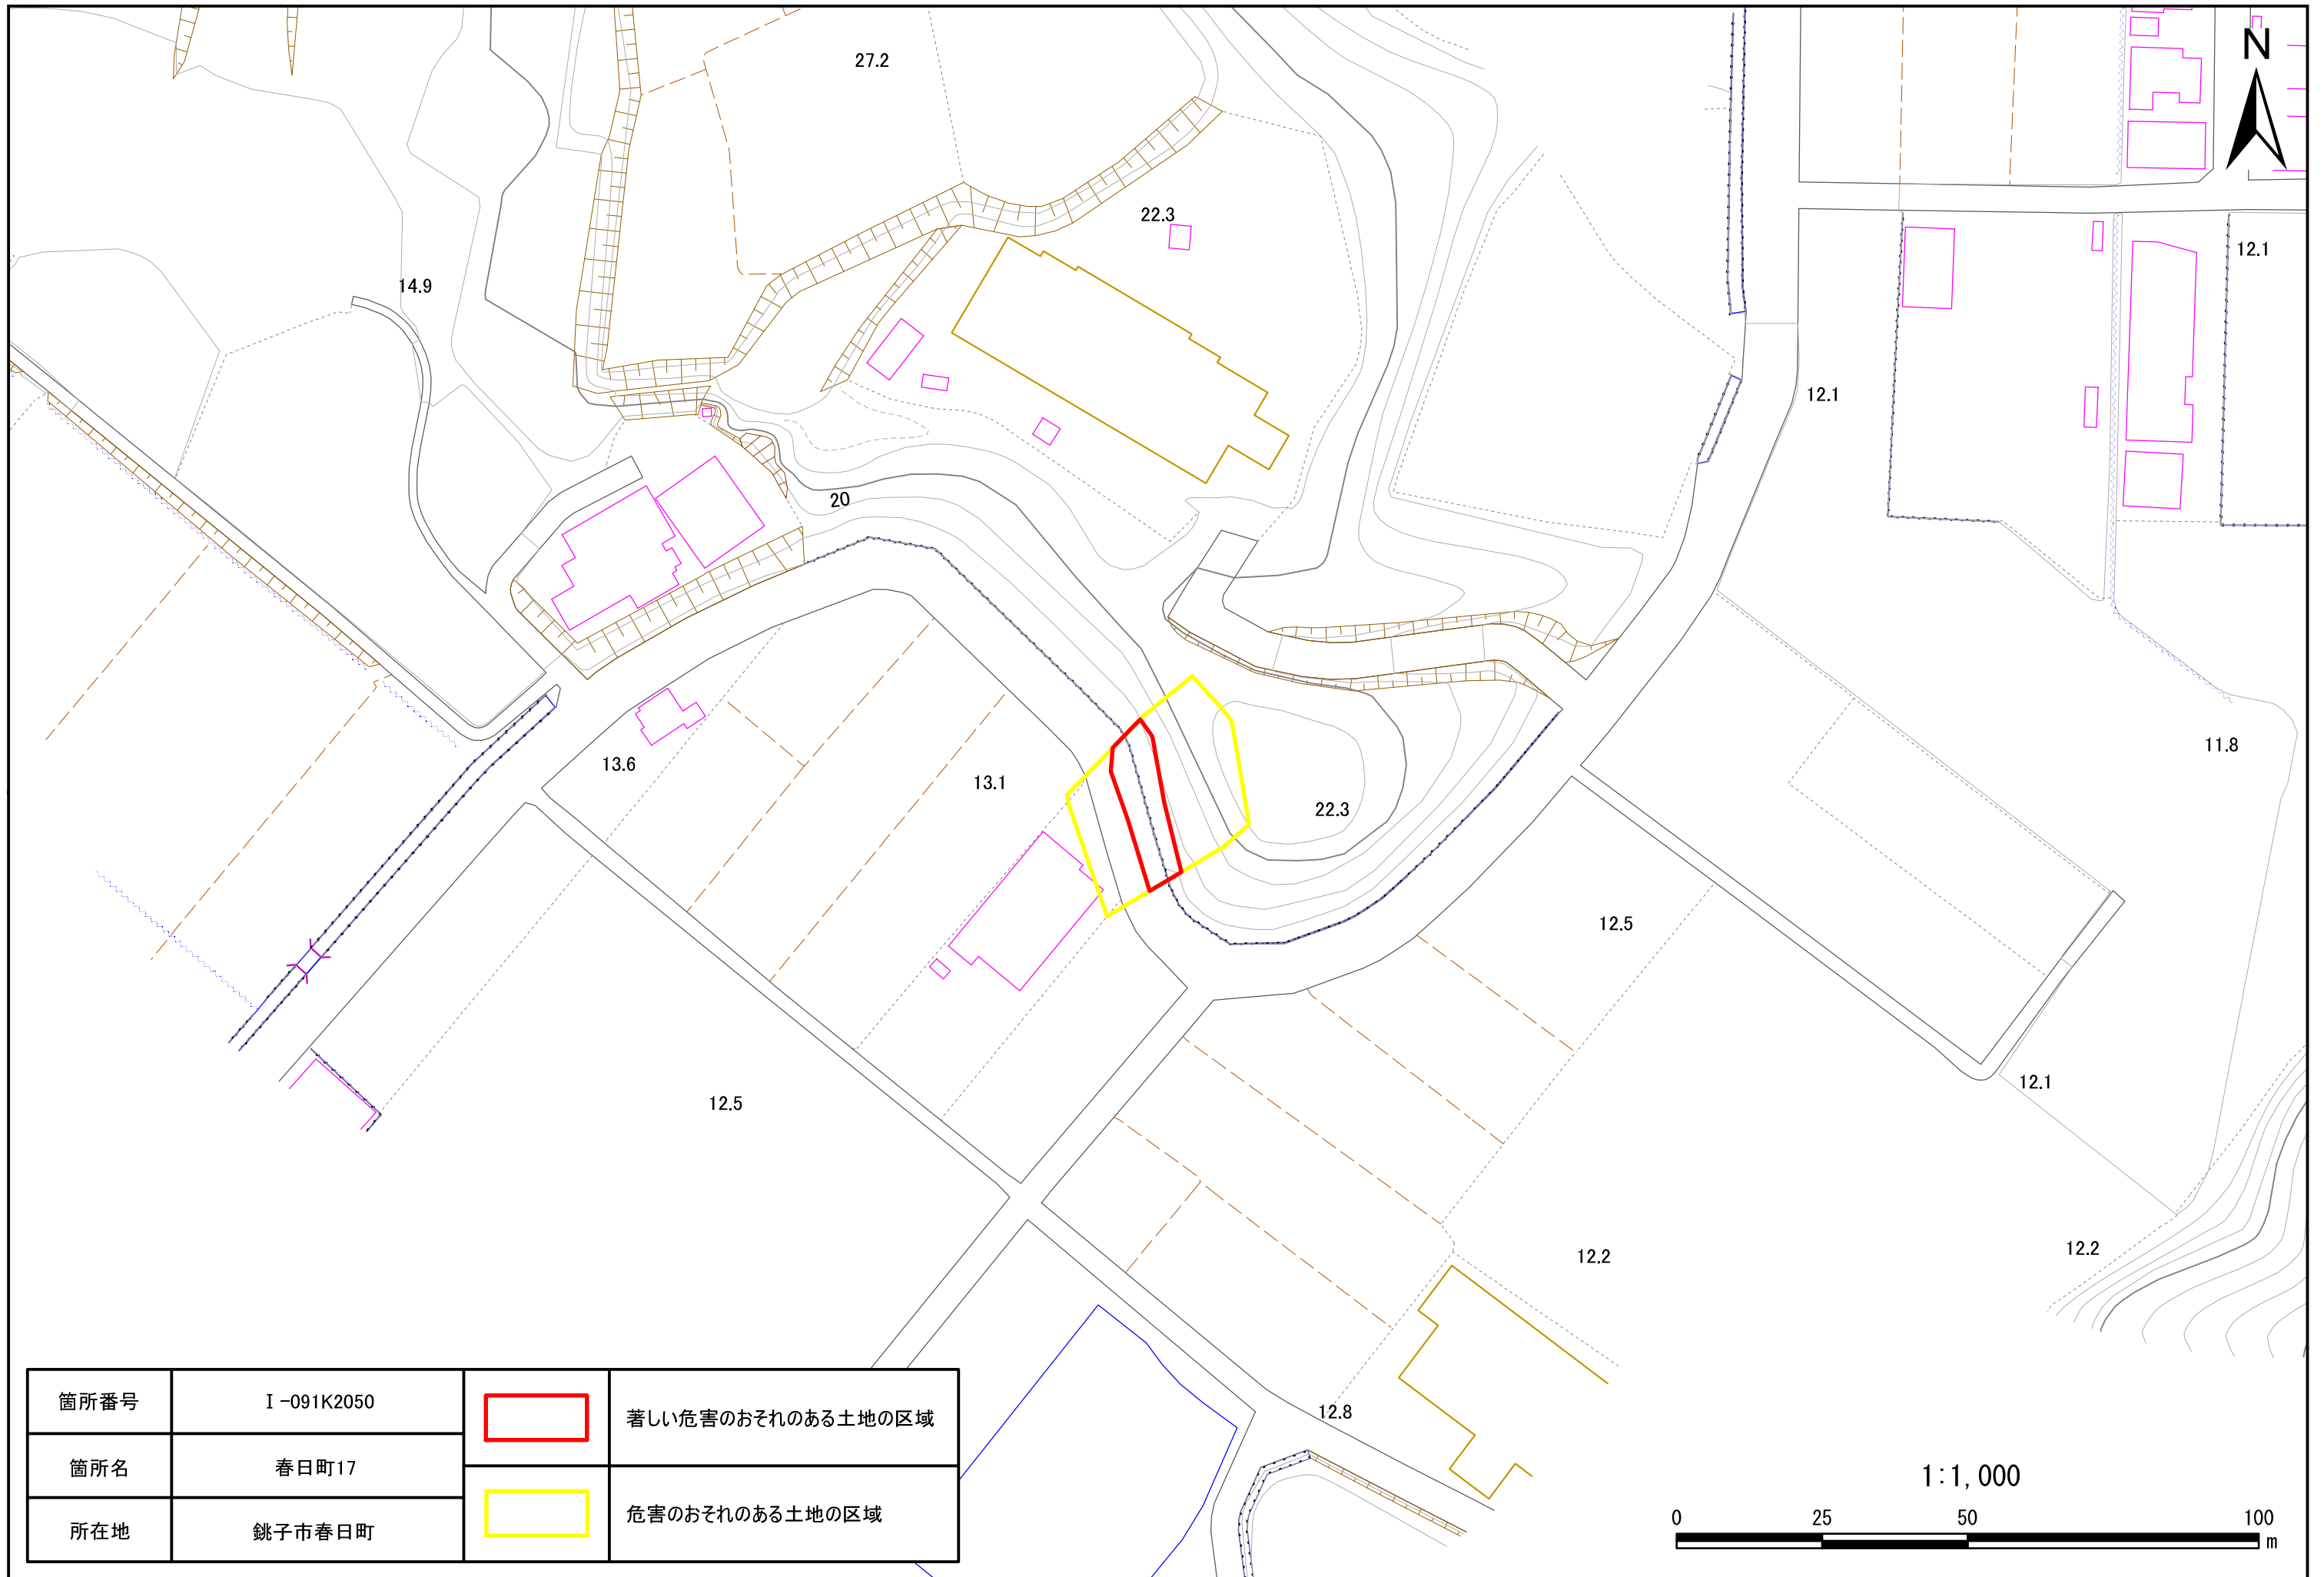 27.2
N
22.3
12.1
14.9
12.1
20
11.8
13.6
13.1
22.3
12.5
12.1
12.5
12.2
12.2
12.8
箇所番号 Ⅰ-091K2050
箇所名 春日町17
所在地 銚子市春日町
著しい危害のおそれのある土地の区域
危害のおそれのある土地の区域
1:1,000
0 25 50 100
m